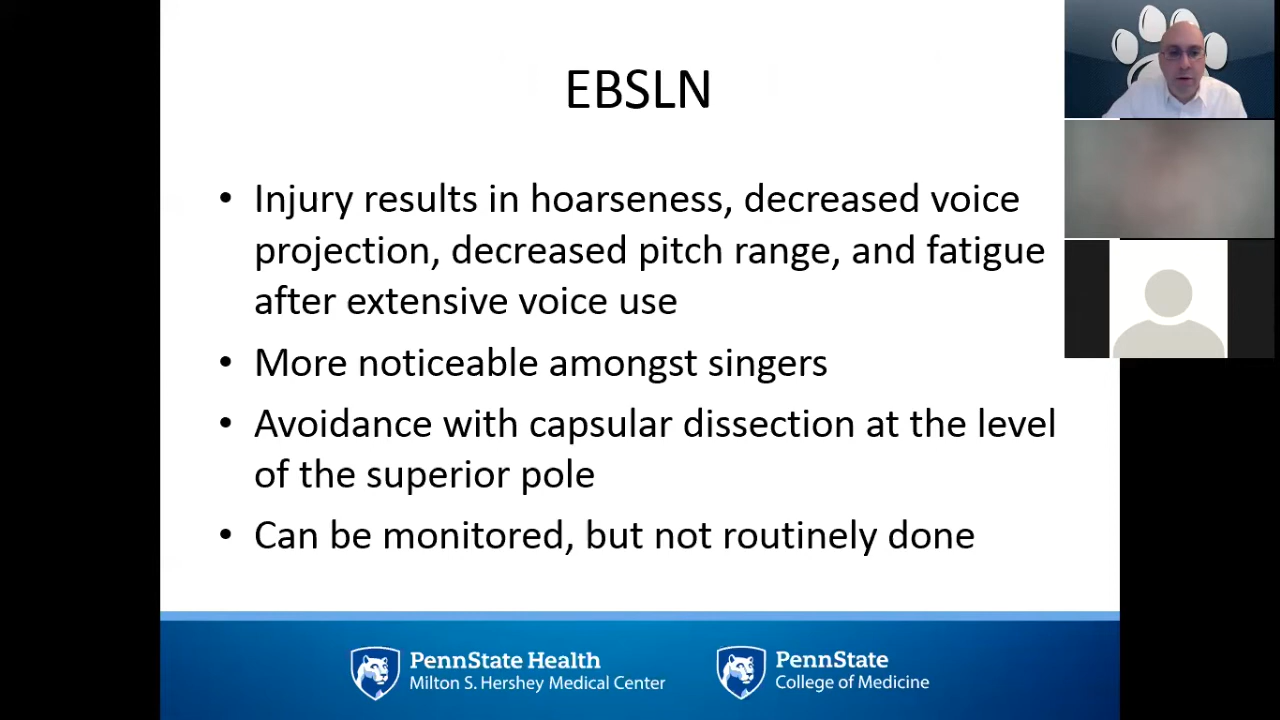 EBSLN
• Injury results in hoarseness, decreased voice
projection, decreased pitch range, and fatigue
after extensive voice use
• More noticeable amongst singers
• Avoidance with capsular dissection at the level
of the superior pole
• Can be monitored, but not routinely done
PennState Health
Milton S. Hershey Medical Center
PennState
College of Medicine